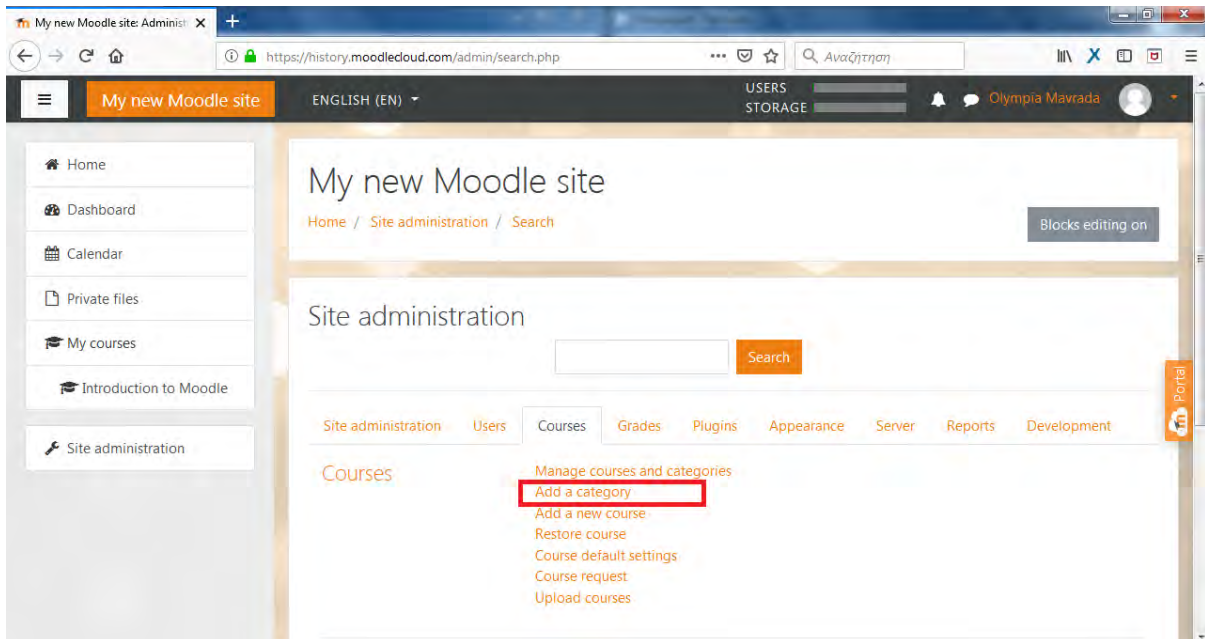 My new Moodle site: Administ
https://history.moodlecloud.com/admin/search.php
Αναζήτηση
My new Moodle site
ENGLISH (EN)
USERS
STORAGE
Olympia Mavrada
Home
Dashboard
Calendar
Private files
My courses
Introduction to Moodle
Site administration
My new Moodle site
Home / Site administration / Search
Blocks editing on
Site administration
Search
Site administration Users Courses Grades Plugins Appearance Server Reports Development
Courses
Manage courses and categories
Add a category
Add a new course
Restore course
Course default settings
Course request
Upload courses
m Portal